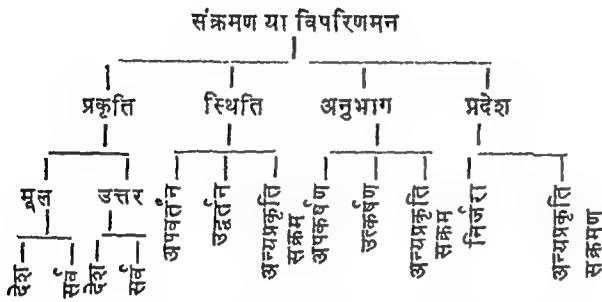 संक्रमण या विपरिणमन
प्रकृति स्थिति अनुभाग प्रदेश
मूल उत्तर
देश
सर्व
देश
सर्व
अपवर्तन
उद्वर्तन
अन्यप्रकृति
सक्रम
अपकर्षण
उत्कर्षण
अन्यप्रकृति
सक्रम
निर्जरा
अन्यप्रकृति
सक्रमण